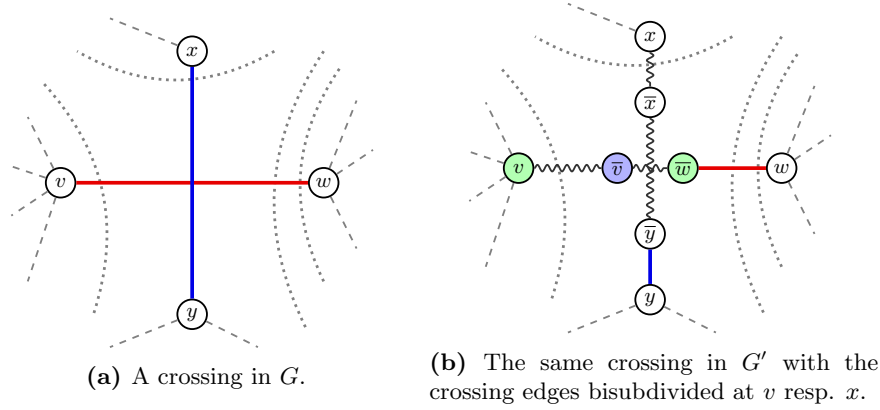 x
v
w
y
(a) A crossing in G.
x
x̅
v
v̅
w̅
w
y̅
y
(b) The same crossing in G′ with the
crossing edges bisubdivided at v resp. x.